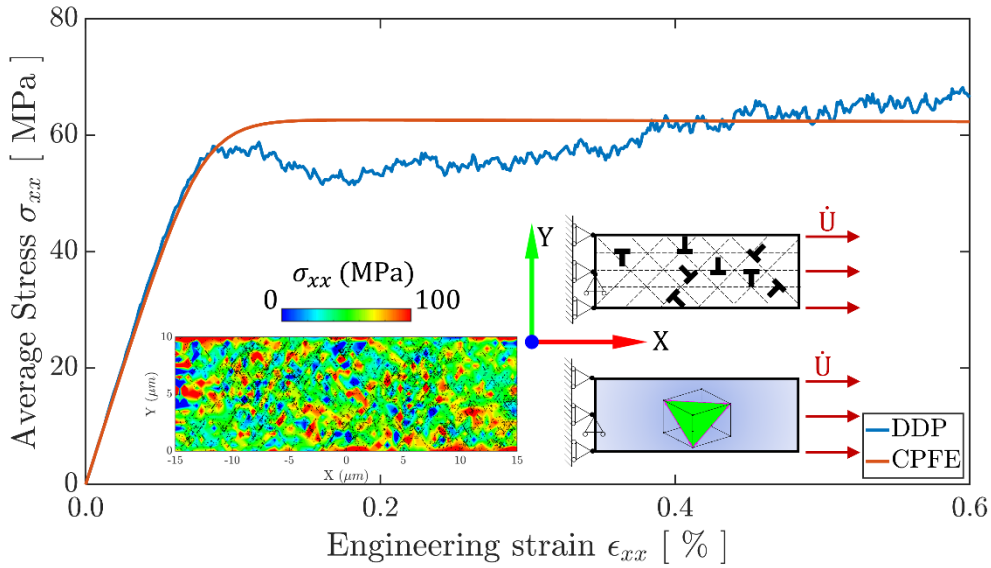 80
60
40
20
0
Average Stress σxx [ MPa]
0.0
0.2
0.4
0.6
Engineering strain ϵxx [ % ]
σxx (MPa)
0
100
10
5
0
Y (μm)
-15
-10
-5
0
5
10
15
X (μm)
Y
X
U̇
U̇
DDP
CPFE